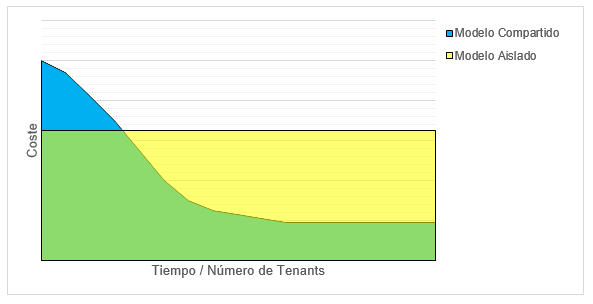 Modelo Compartido
Modelo Aislado
Coste
Tiempo / Número de Tenants